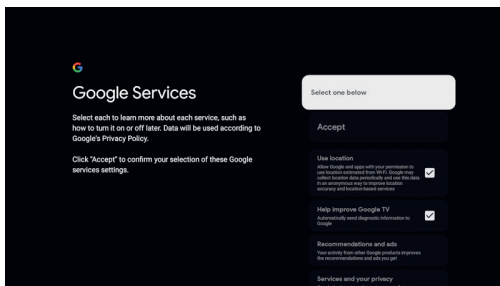 Google Services
Select each to learn more about each service, such as
how to turn it on or off later. Data will be used according to
Google's Privacy Policy.
Click "Accept" to confirm your selection of these Google
services settings.
Select one below
Accept
Use location
Allow Google and apps with your permission to
use location estimated from Wi-Fi. Google may
collect location data periodically and use this data
in an anonymous way to improve location
accuracy and location-based services
Help improve Google TV
Automatically send diagnostic information to
Google
Recommendations and ads
Your activity from other Google products improves
the recommendations and ads you get
Services and your privacy